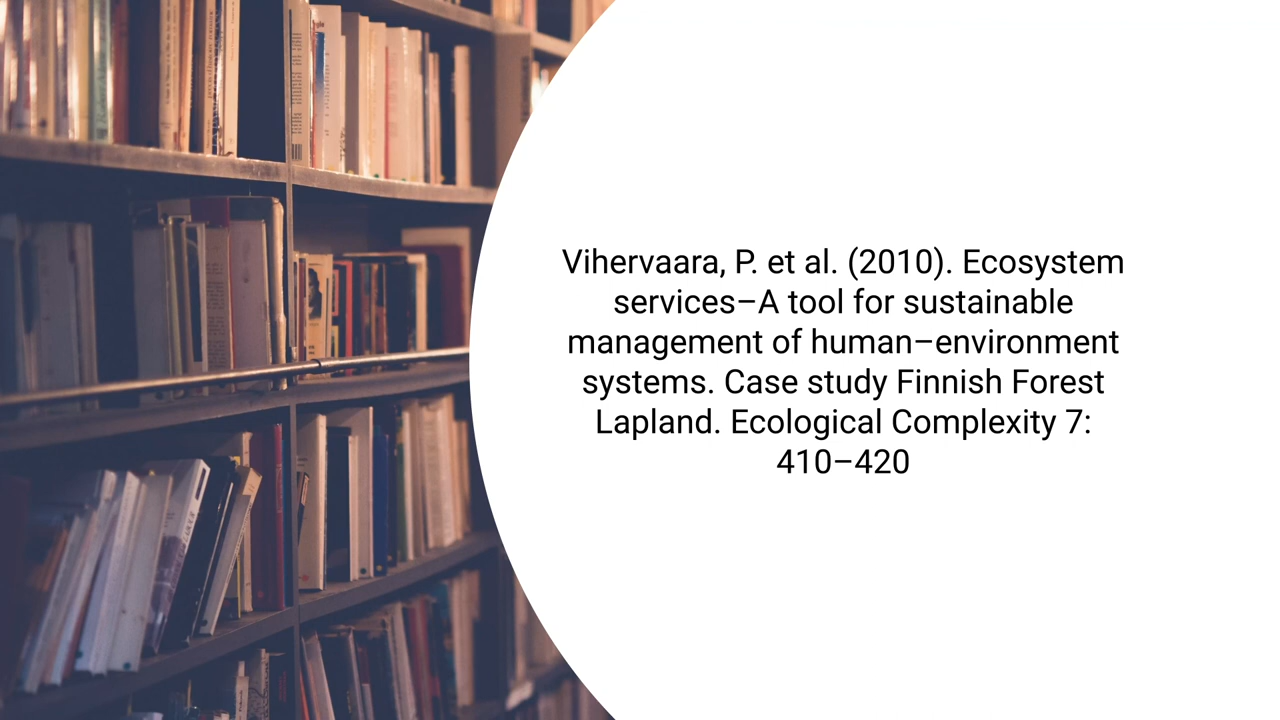 Vihervaara, P. et al. (2010). Ecosystem
services–A tool for sustainable
management of human–environment
systems. Case study Finnish Forest
Lapland. Ecological Complexity 7:
410–420